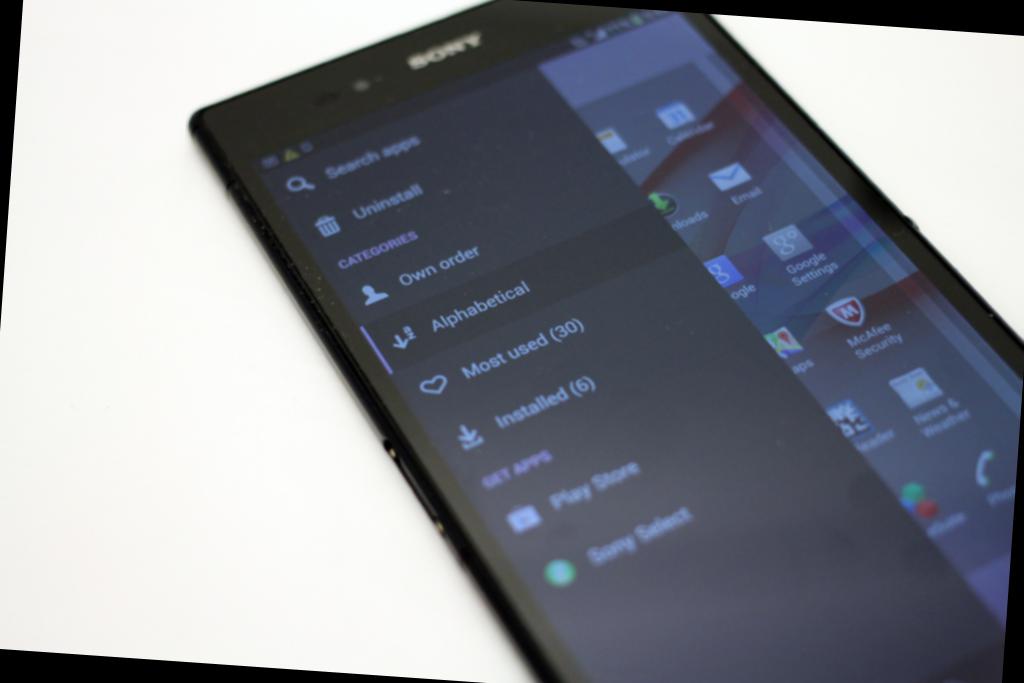 SONY
Search apps
Uninstall
CATEGORIES
Own order
Alphabetical
Most used (30)
Installed (6)
GET APPS
Play Store
Sony Select
Calendar
Email
Google
Settings
McAfee
Security
News &
Weather